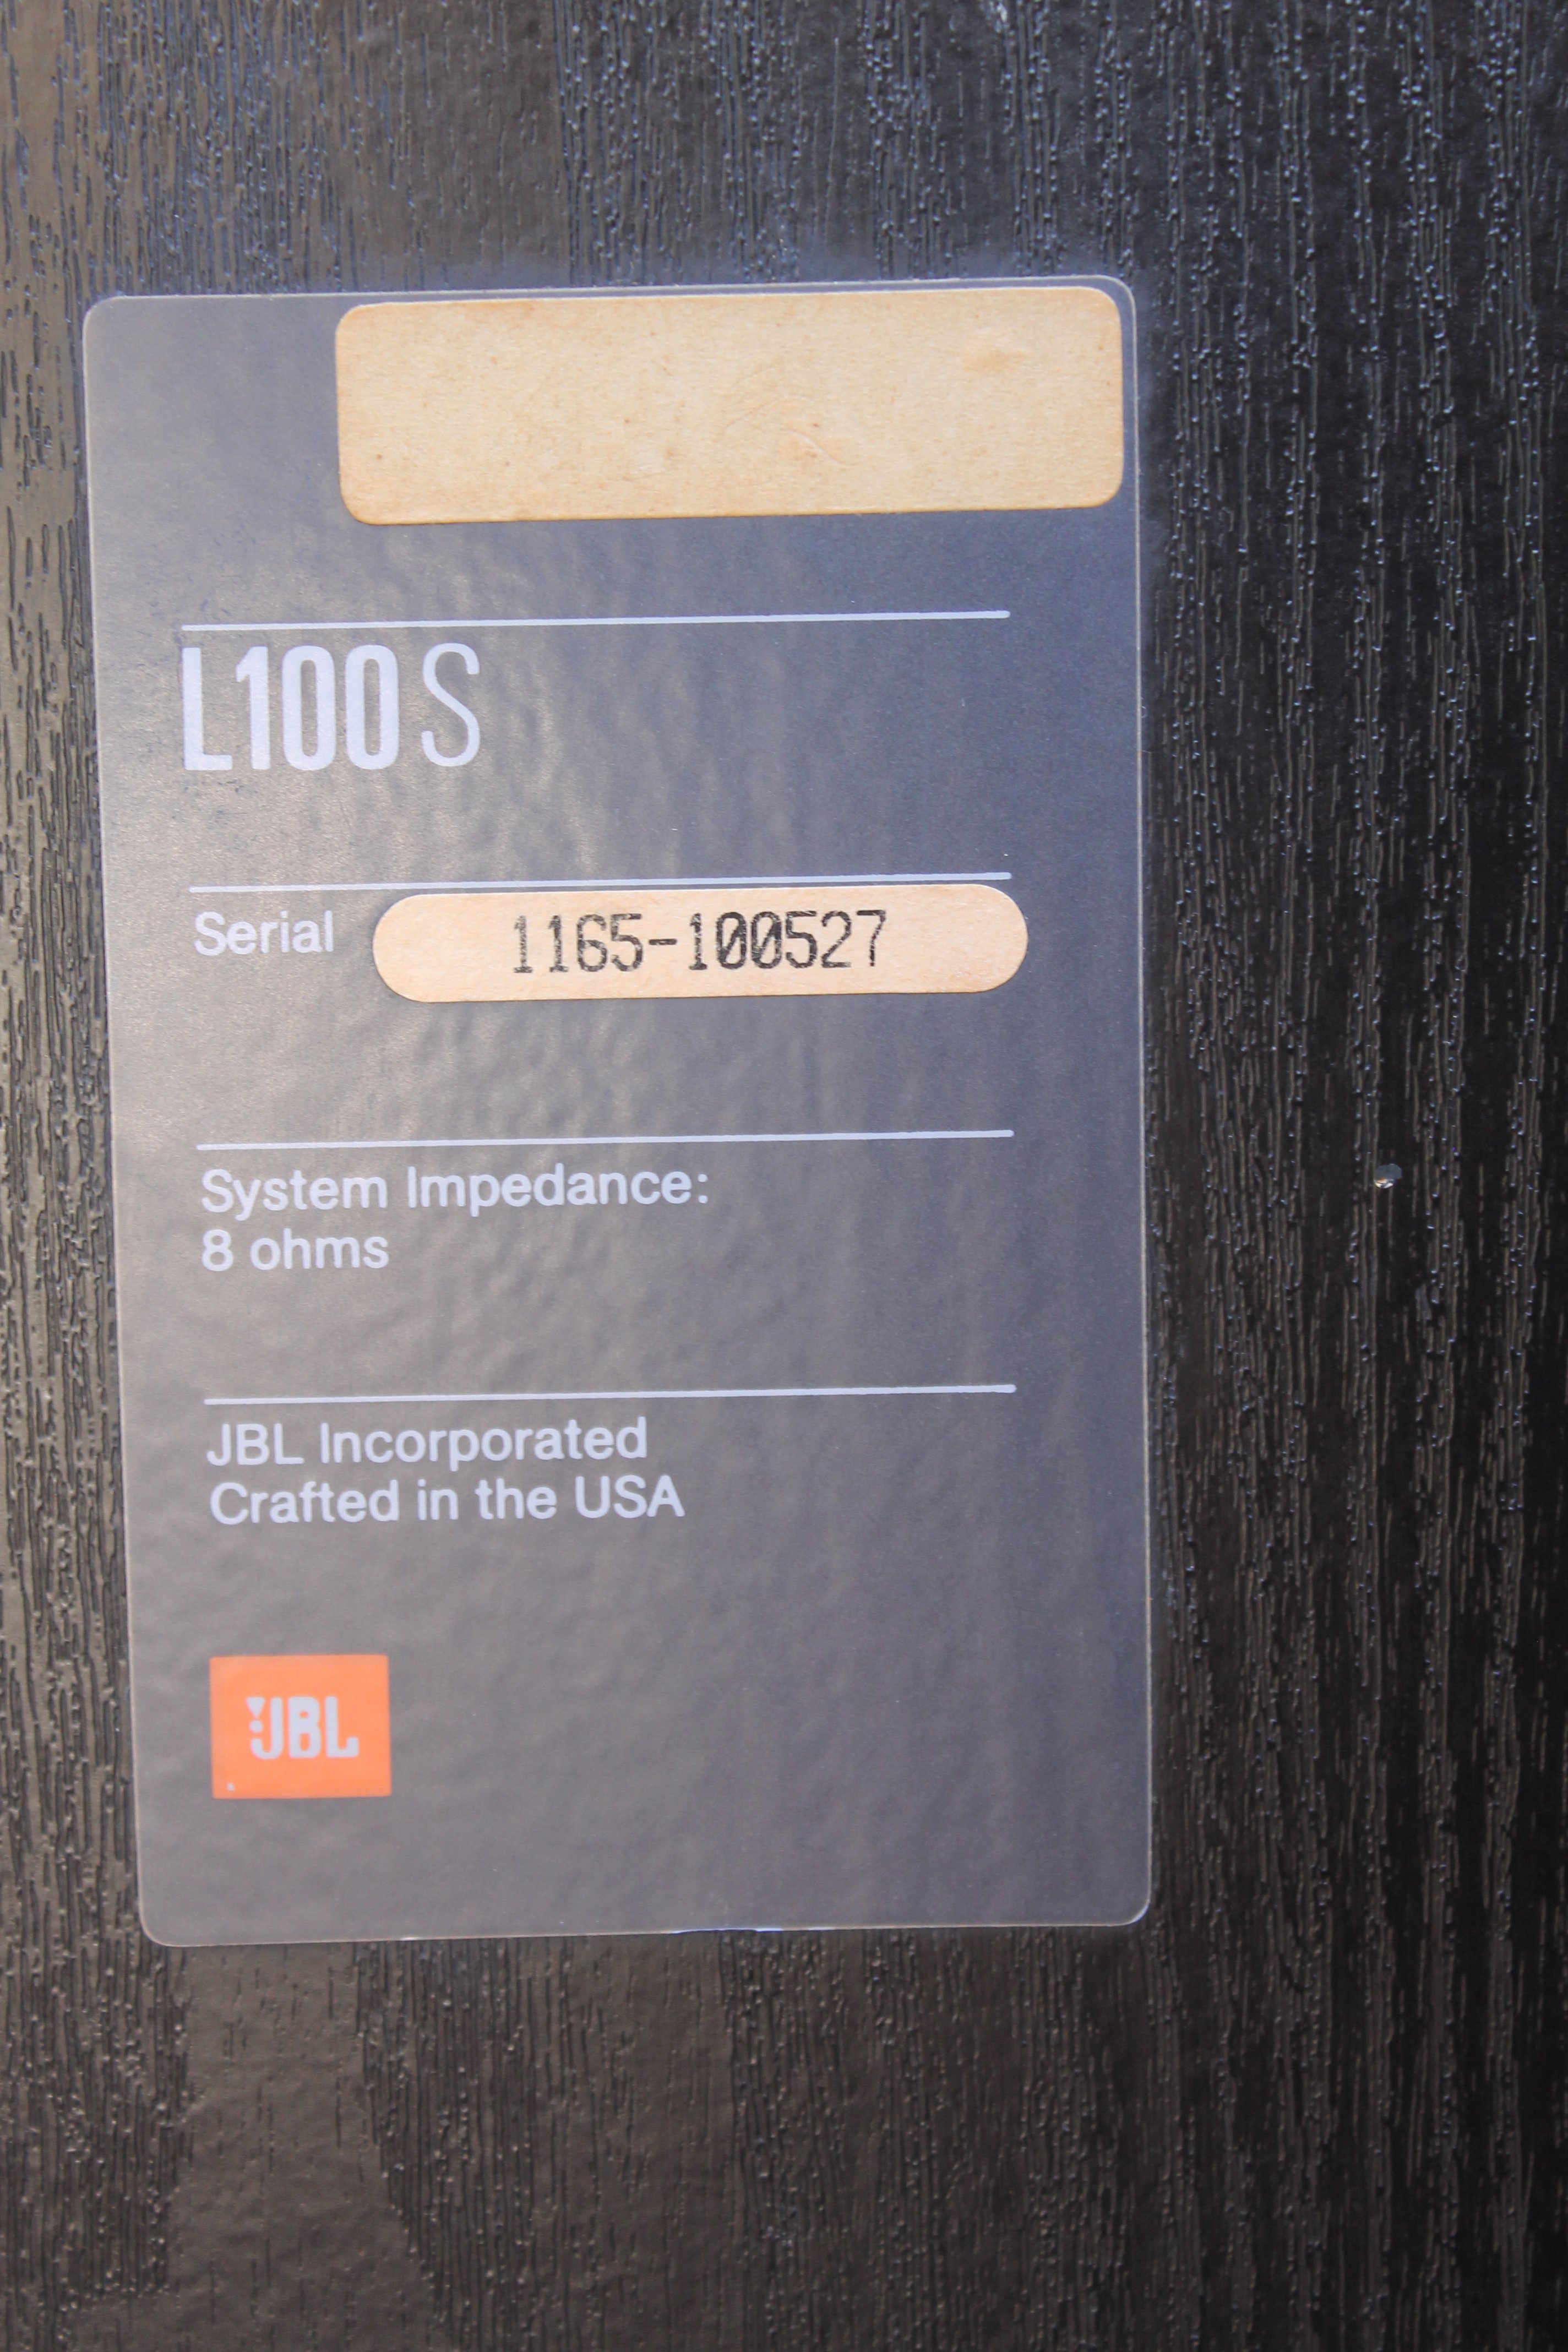 L100 S
Serial 1165-100527
System Impedance:
8 ohms
JBL Incorporated
Crafted in the USA
JBL